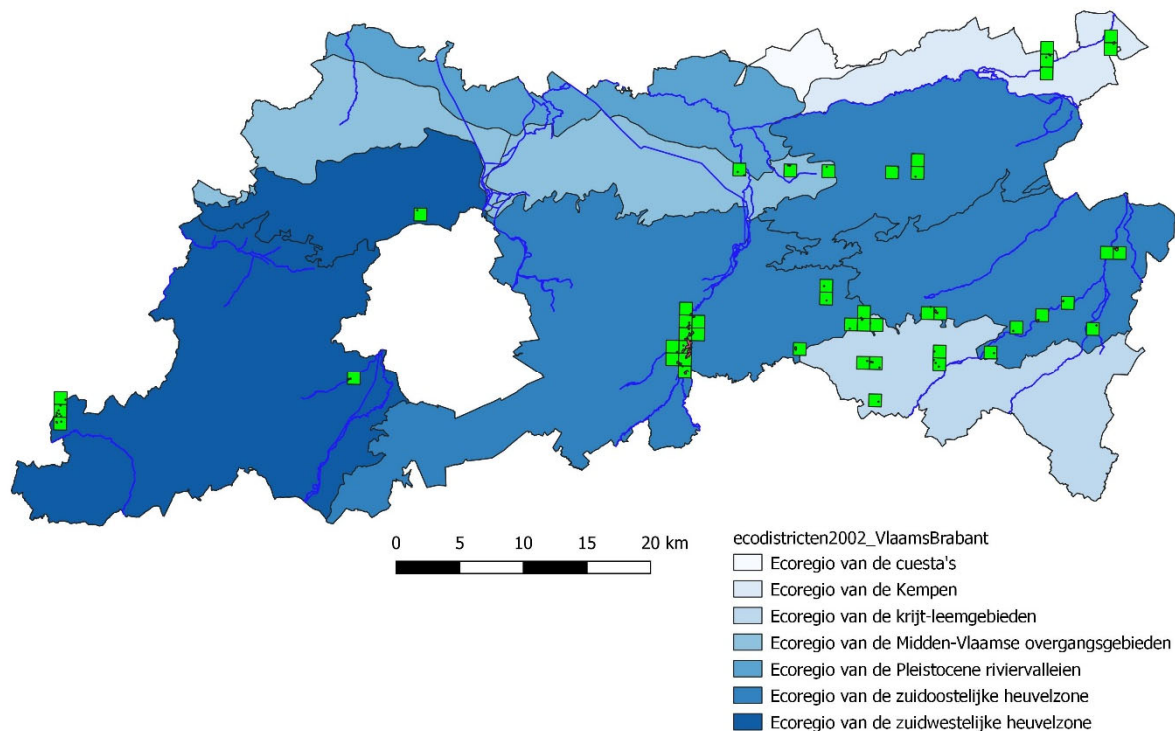 0 5 10 15 20 km
ecodistricten2002_VlaamsBrabant
Ecoregio van de cuesta's
Ecoregio van de Kempen
Ecoregio van de krijt-leemgebieden
Ecoregio van de Midden-Vlaamse overgangsgebieden
Ecoregio van de Pleistocene riviervalleien
Ecoregio van de zuidoostelijke heuvelzone
Ecoregio van de zuidwestelijke heuvelzone